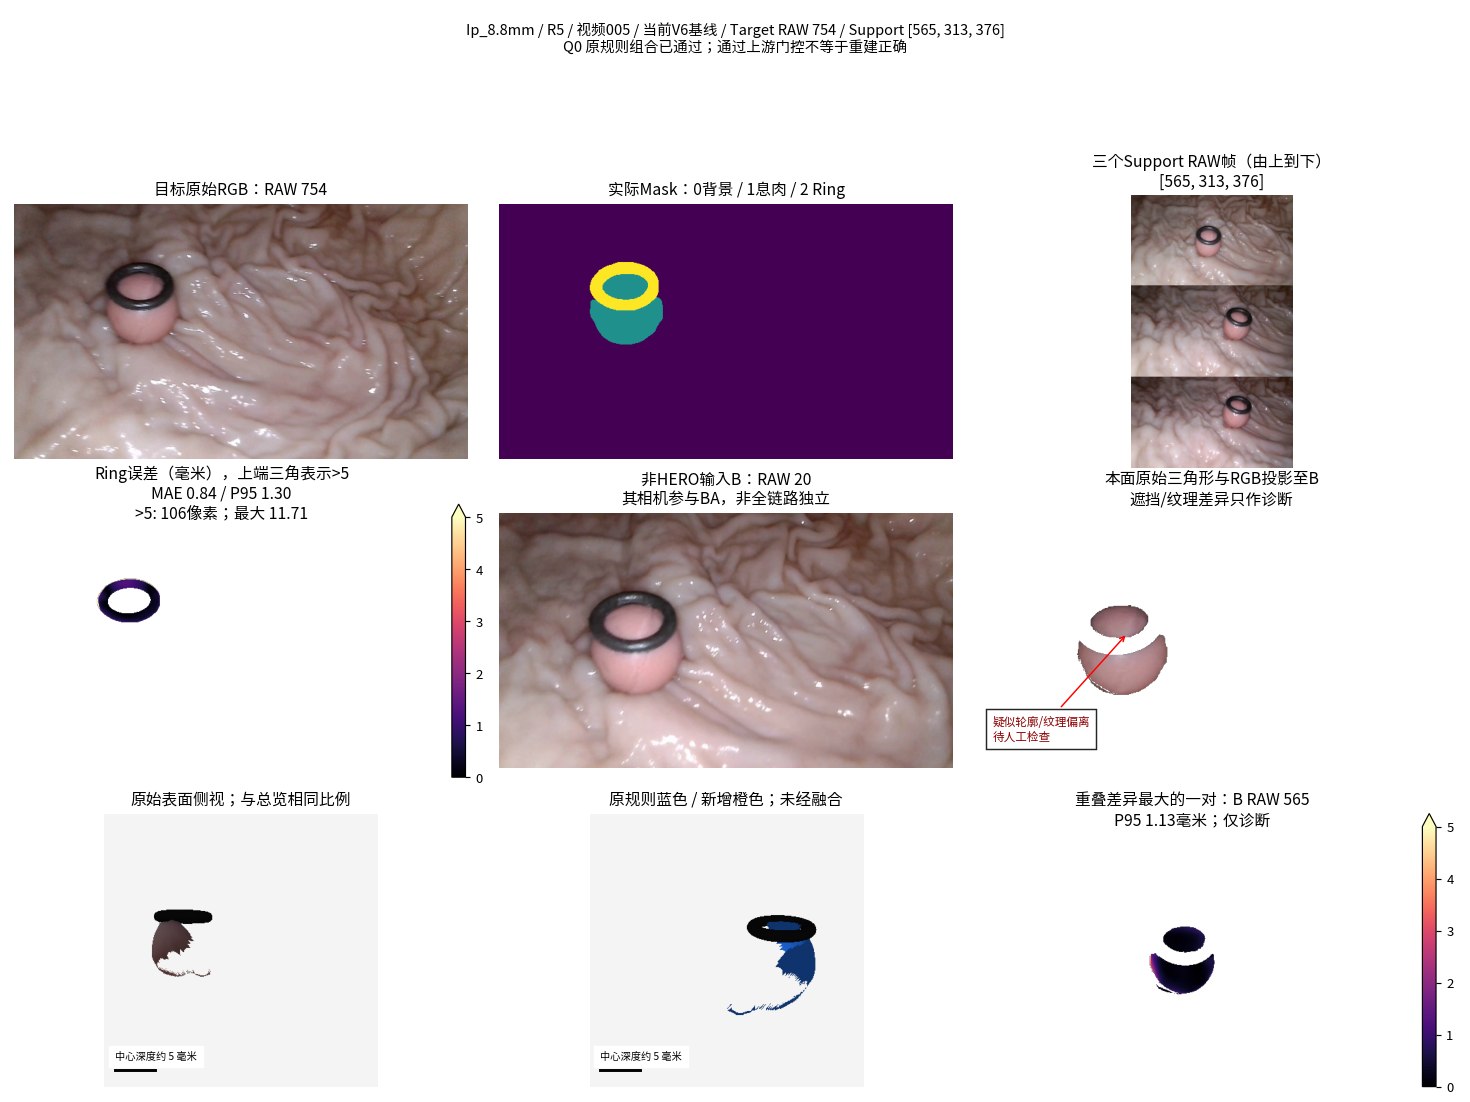 Ip_8.8mm / R5 / 视频005 / 当前V6基线 / Target RAW 754 / Support [565, 313, 376]
Q0 原规则组合已通过；通过上游门控不等于重建正确
目标原始RGB：RAW 754
实际Mask：0背景 / 1息肉 / 2 Ring
三个Support RAW帧（由上到下）
[565, 313, 376]
Ring误差（毫米），上端三角表示>5
MAE 0.84 / P95 1.30
>5: 106像素；最大 11.71
5
4
3
2
1
0
非HERO输入B：RAW 20
其相机参与BA，非全链路独立
本面原始三角形与RGB投影至B
遮挡/纹理差异只作诊断
疑似轮廓/纹理偏离
待人工检查
原始表面侧视；与总览相同比例
中心深度约 5 毫米
原规则蓝色 / 新增橙色；未经融合
中心深度约 5 毫米
重叠差异最大的一对：B RAW 565
P95 1.13毫米；仅诊断
5
4
3
2
1
0